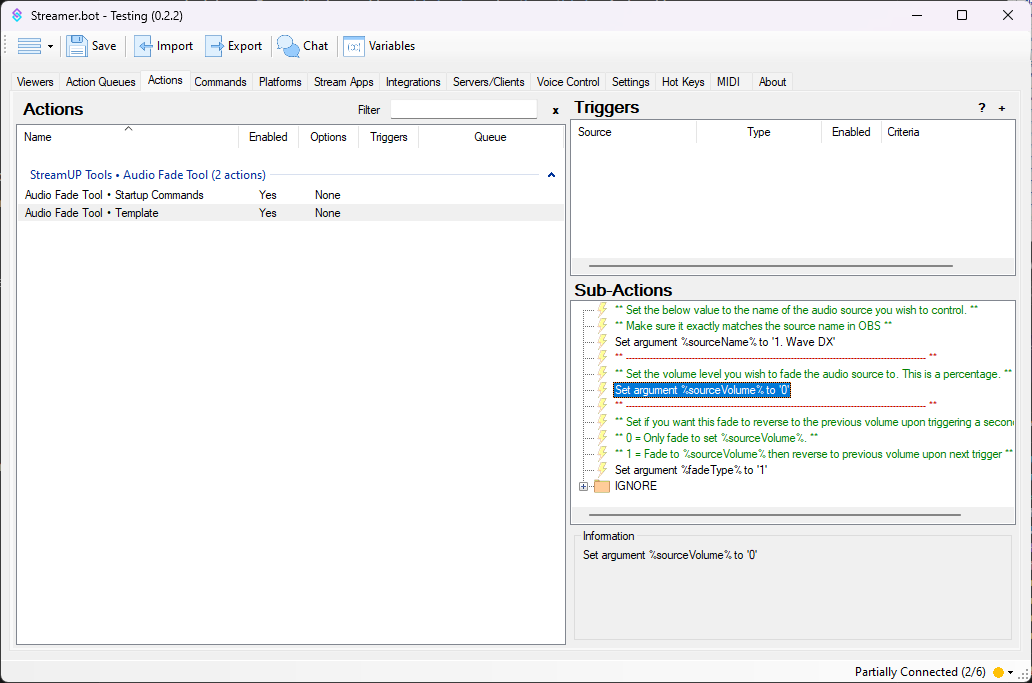 Streamer.bot - Testing (0.2.2)
Save Import Export Chat Variables
Viewers Action Queues Actions Commands Platforms Stream Apps Integrations Servers/Clients Voice Control Settings Hot Keys MIDI About
Actions Filter x
Name Enabled Options Triggers Queue
StreamUP Tools • Audio Fade Tool (2 actions)
Audio Fade Tool • Startup Commands Yes None
Audio Fade Tool • Template Yes None
Triggers ? +
Source Type Enabled Criteria
Sub-Actions
** Set the below value to the name of the audio source you wish to control. **
** Make sure it exactly matches the source name in OBS **
Set argument %sourceName% to '1. Wave DX'
** ---------------------------------------------------------------------------------- **
** Set the volume level you wish to fade the audio source to. This is a percentage. **
Set argument %sourceVolume% to '0'
** ---------------------------------------------------------------------------------- **
** Set if you want this fade to reverse to the previous volume upon triggering a secon
** 0 = Only fade to set %sourceVolume%. **
** 1 = Fade to %sourceVolume% then reverse to previous volume upon next trigger **
Set argument %fadeType% to '1'
IGNORE
Information
Set argument %sourceVolume% to '0'
Partially Connected (2/6)